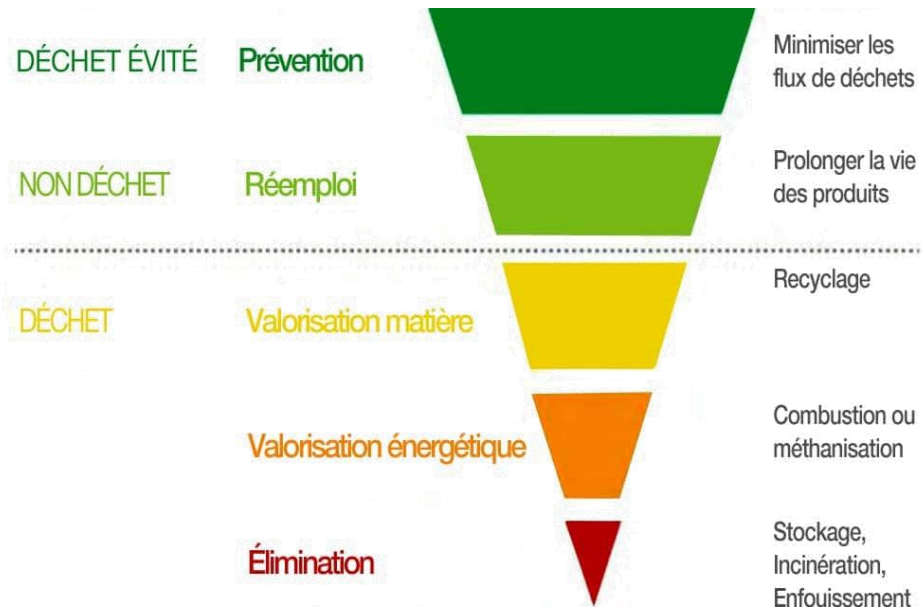 DÉCHET ÉVITÉ Prévention Minimiser les
flux de déchets
NON DÉCHET Réemploi Prolonger la vie
des produits
DÉCHET Valorisation matière Recyclage
Valorisation énergétique Combustion ou
méthanisation
Élimination Stockage,
Incinération,
Enfouissement